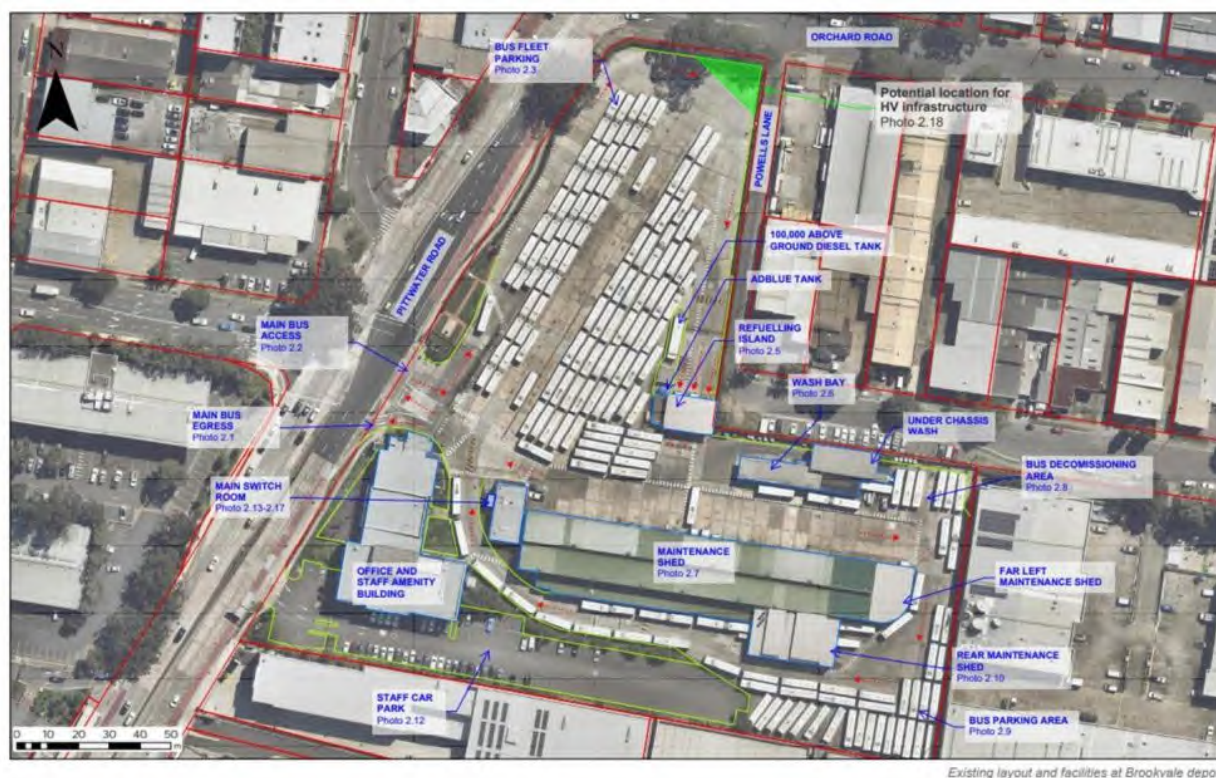 N
ORCHARD ROAD
BUS FLEET
PARKING
Photo 2.3
Potential location for
HV infrastructure
Photo 2.18
POWELLS LANE
PITTWATER ROAD
100,000 ABOVE
GROUND DIESEL TANK
ADBLUE TANK
MAIN BUS
ACCESS
Photo 2.2
REFUELLING
ISLAND
Photo 2.5
WASH BAY
Photo 2.6
MAIN BUS
EGRESS
Photo 2.1
UNDER CHASSIS
WASH
BUS DECOMISSIONING
AREA
Photo 2.8
MAIN SWITCH
ROOM
Photo 2.13-2.17
MAINTENANCE
SHED
Photo 2.7
OFFICE AND
STAFF AMENITY
BUILDING
FAR LEFT
MAINTENANCE SHED
REAR MAINTENANCE
SHED
Photo 2.10
STAFF CAR
PARK
Photo 2.12
BUS PARKING AREA
Photo 2.9
0 10 20 30 40 50
m
Existing layout and facilities at Brookvale depo